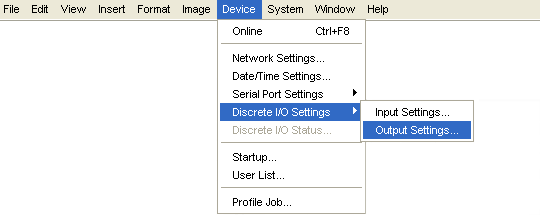 File Edit View Insert Format Image Device System Window Help
Online Ctrl+F8
Network Settings...
Date/Time Settings...
Serial Port Settings
Discrete I/O Settings
Input Settings...
Discrete I/O Status...
Output Settings...
Startup...
User List...
Profile Job...